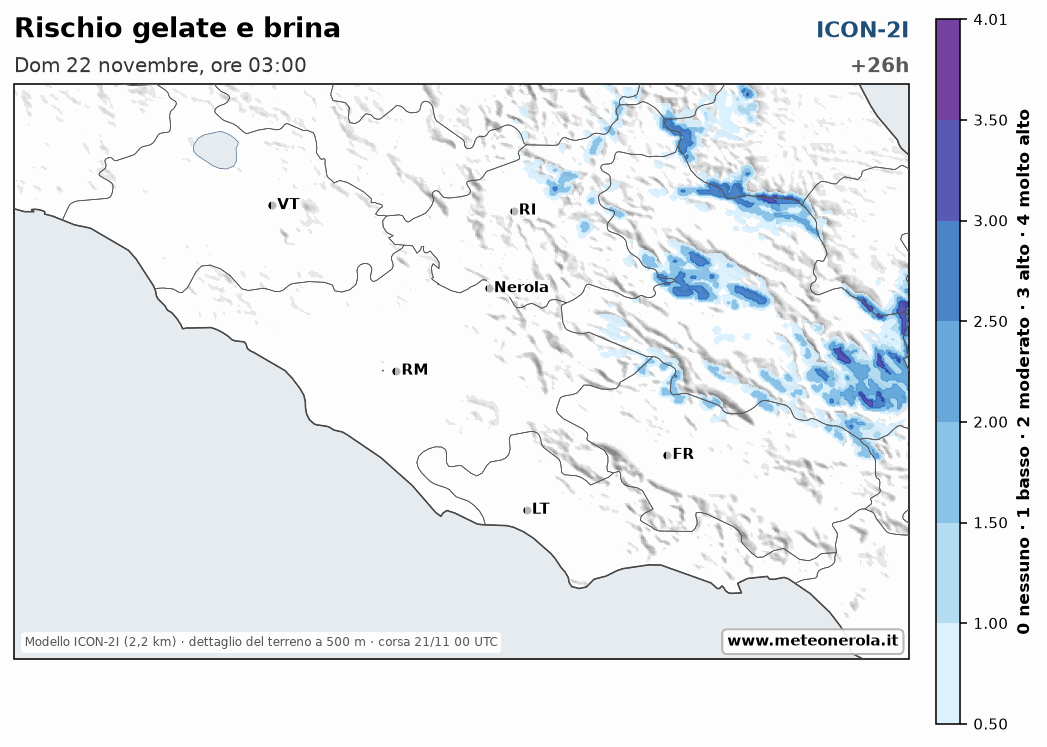 Rischio gelate e brina
ICON-2I
Dom 22 novembre, ore 03:00
+26h
VT
RI
Nerola
RM
FR
LT
Modello ICON-2I (2,2 km) · dettaglio del terreno a 500 m · corsa 21/11 00 UTC
www.meteonerola.it
4.01
3.50
3.00
2.50
2.00
1.50
1.00
0.50
0 nessuno · 1 basso · 2 moderato · 3 alto · 4 molto alto